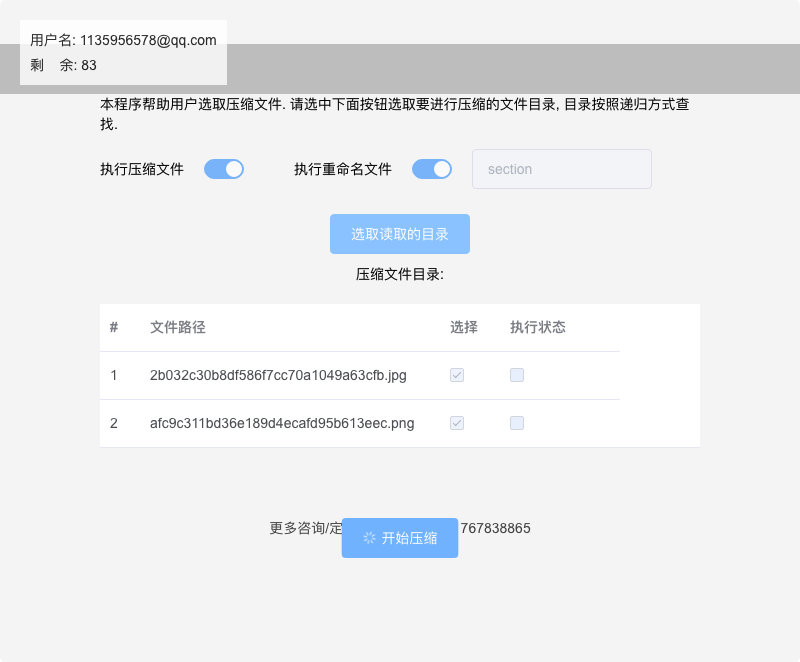 用户名: 1135956578@qq.com
剩 余: 83
本程序帮助用户选取压缩文件. 请选中下面按钮选取要进行压缩的文件目录, 目录按照递归方式查
找.
执行压缩文件 执行重命名文件 section
选取读取的目录
压缩文件目录:
# 文件路径 选择 执行状态
1 2b032c30b8df586f7cc70a1049a63cfb.jpg
2 afc9c311bd36e189d4ecafd95b613eec.png
更多咨询/定 767838865
开始压缩